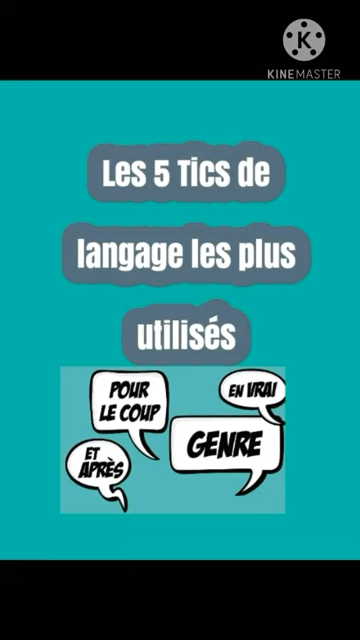 KINEMASTER
Les 5 Tics de
langage les plus
utilisés
POUR
LE COUP
EN VRAI
GENRE
ET
APRÈS